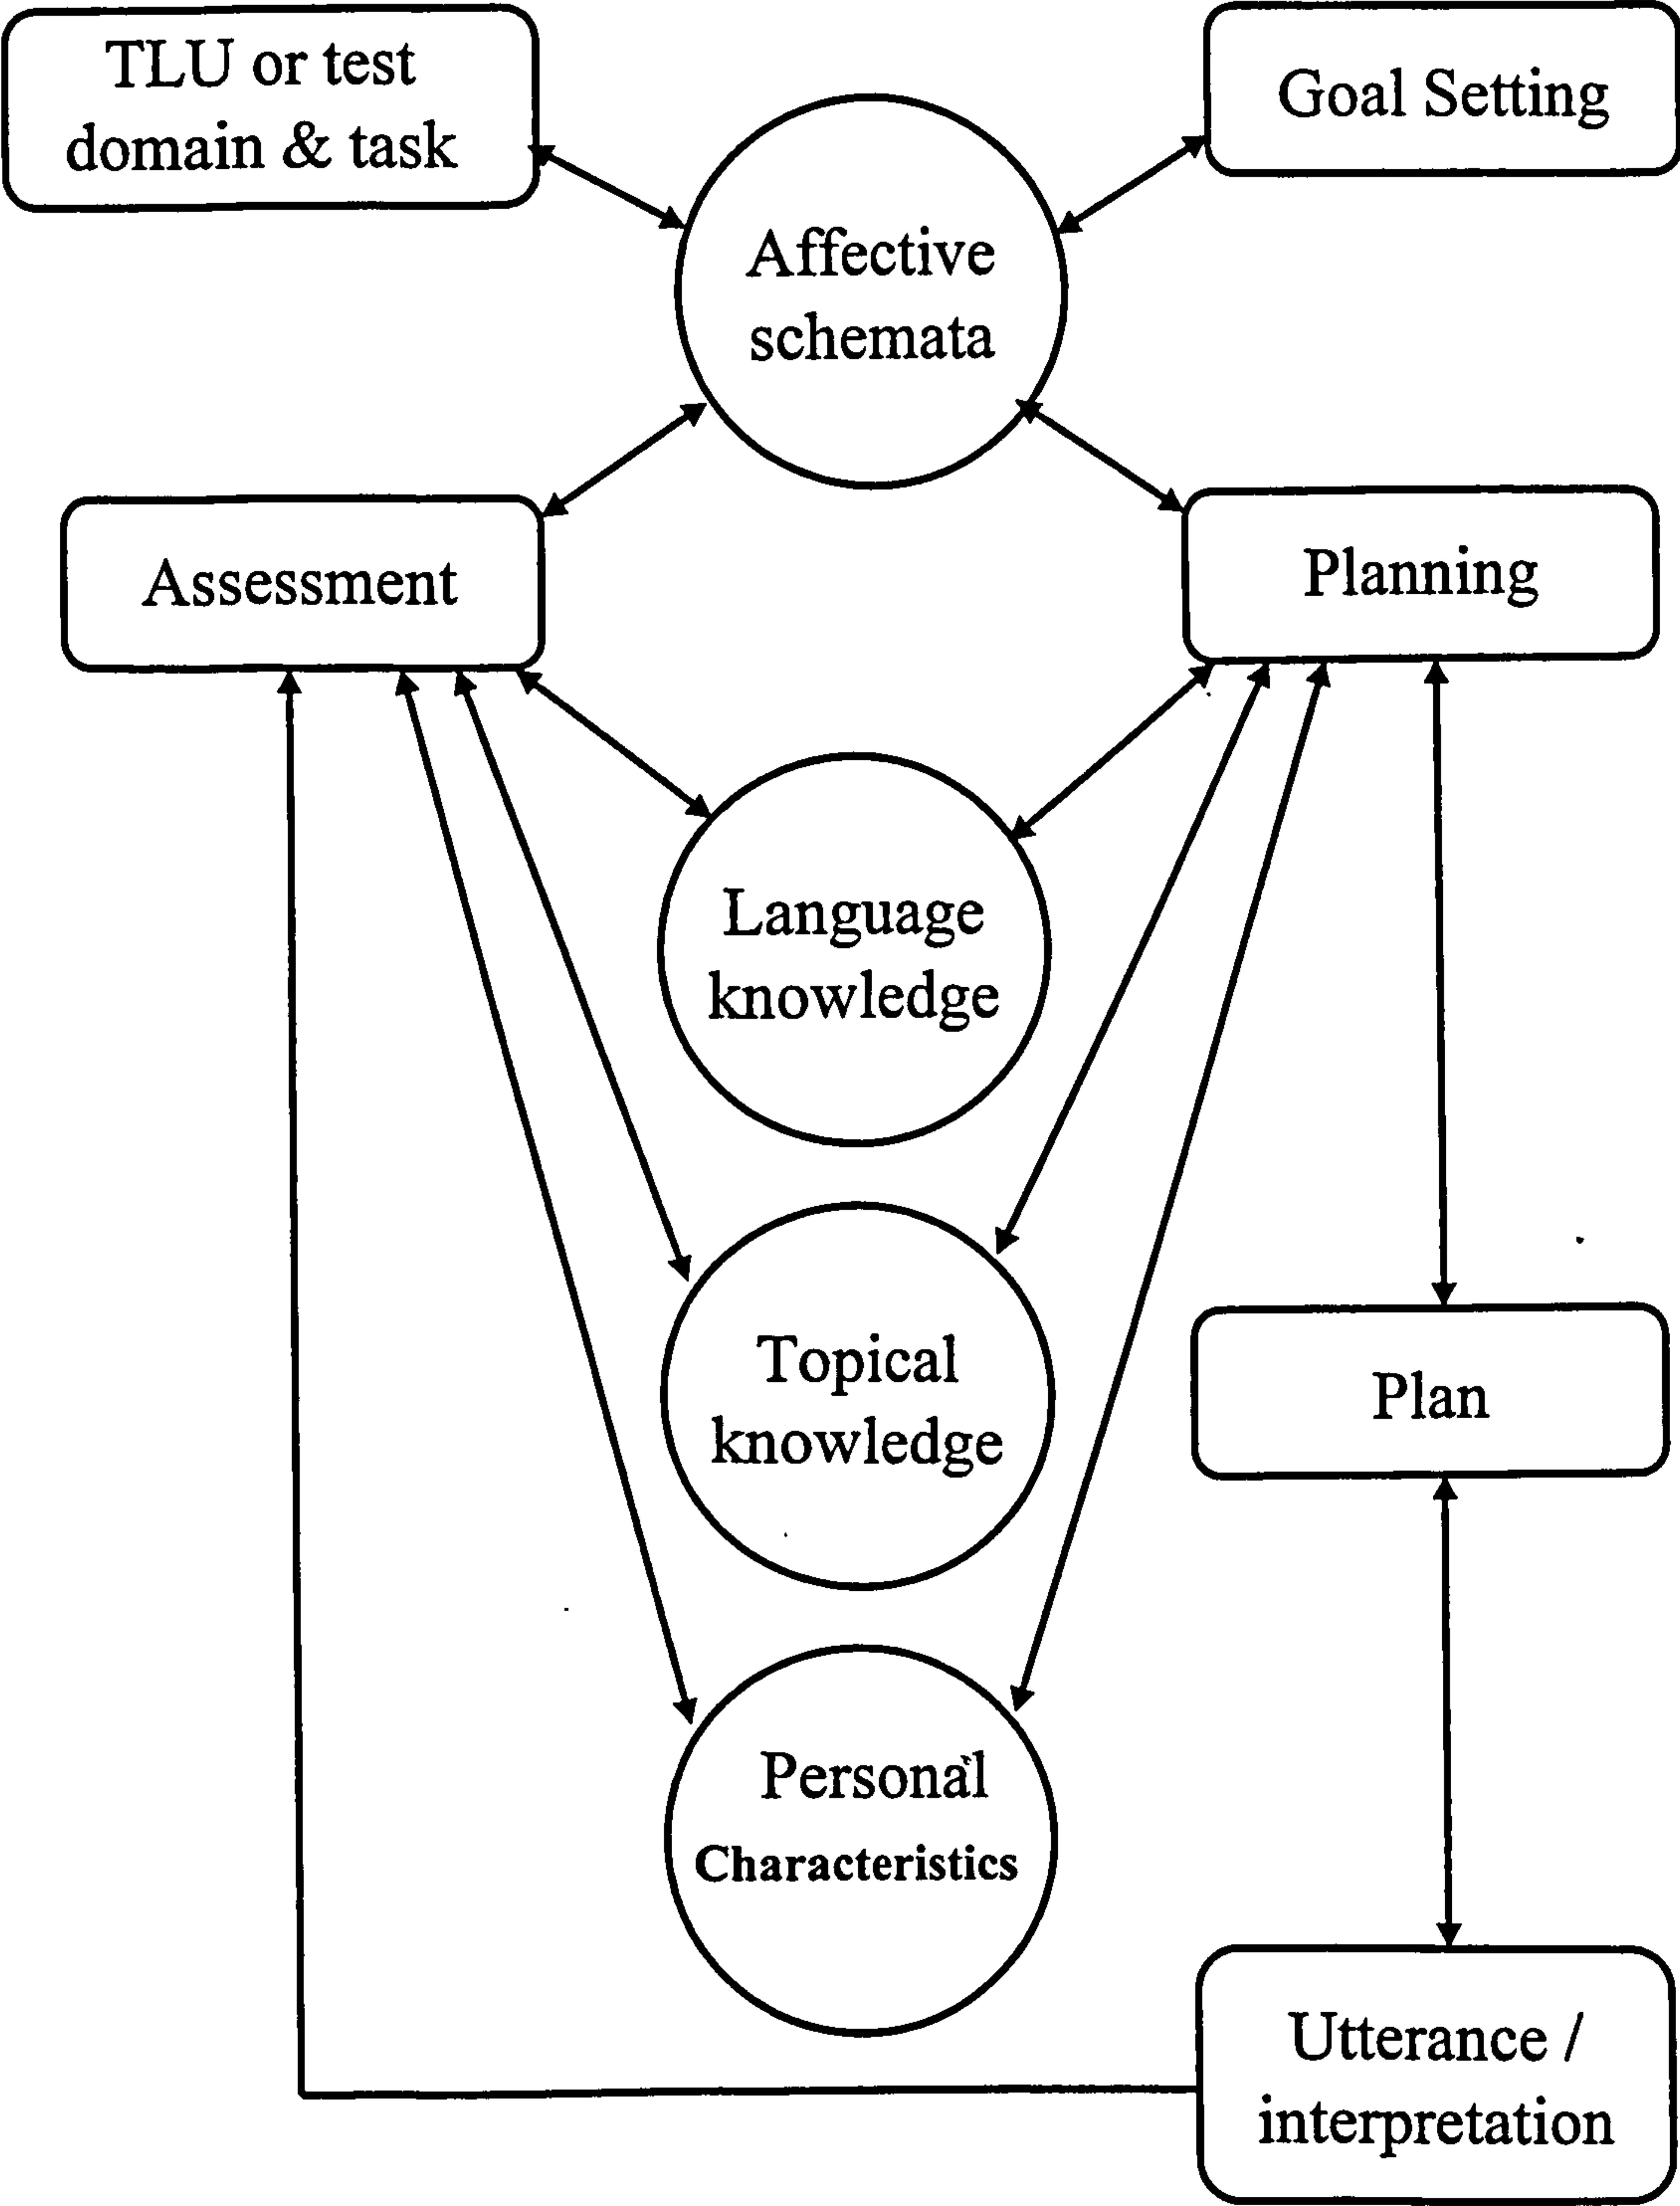 TLU or test
domain & task
Goal Setting
Affective
schemata
Assessment
Planning
Language
knowledge
Topical
knowledge
Plan
Personal
Characteristics
Utterance /
interpretation